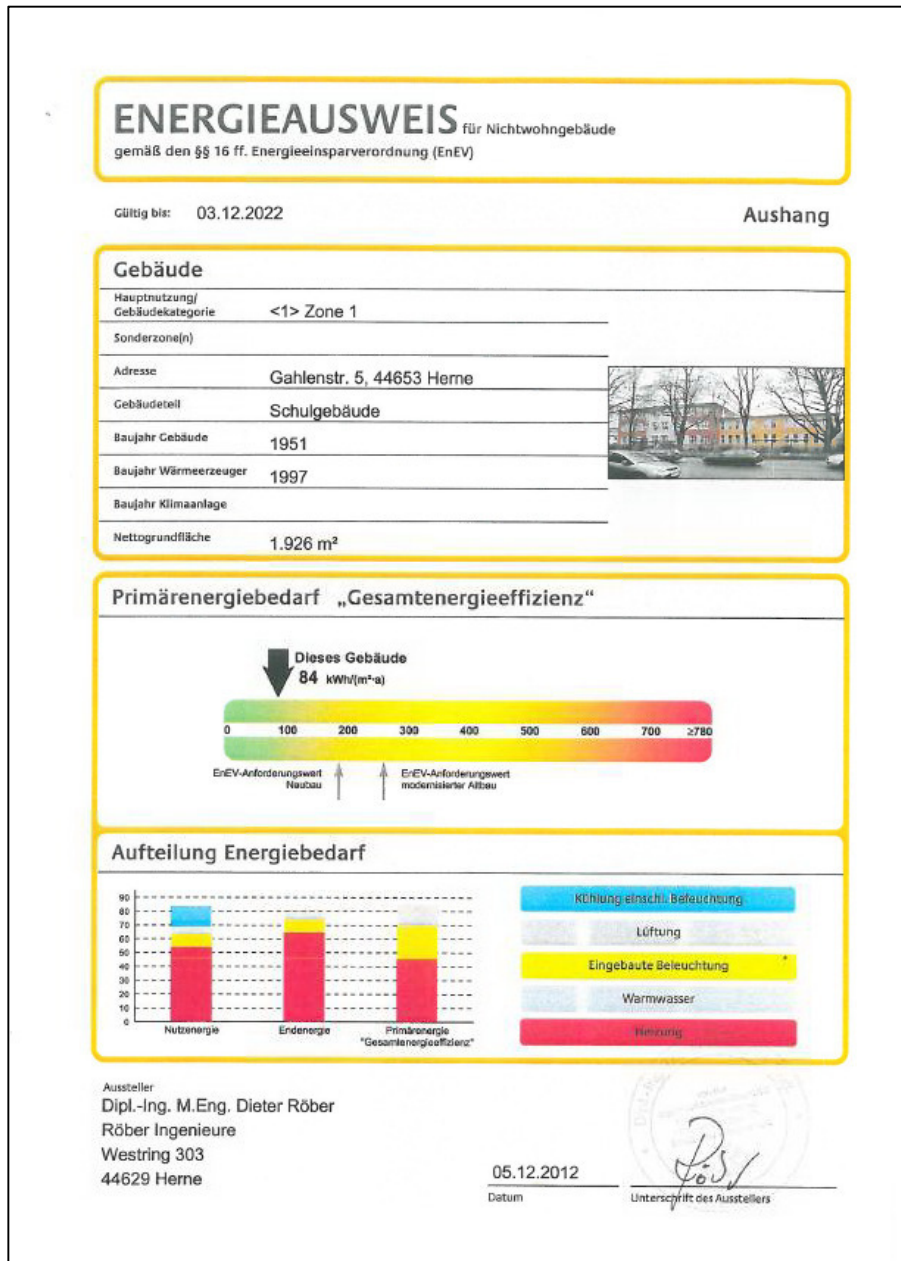 ENERGIEAUSWEIS für Nichtwohngebäude
gemäß den §§ 16 ff. Energieeinsparverordnung (EnEV)
Gültig bis: 03.12.2022
Aushang
Gebäude
Hauptnutzung/
Gebäudekategorie <1> Zone 1
Sonderzone(n)
Adresse Gahlenstr. 5, 44653 Herne
Gebäudeteil Schulgebäude
Baujahr Gebäude 1951
Baujahr Wärmeerzeuger 1997
Baujahr Klimaanlage
Nettogrundfläche 1.926 m²
Primärenergiebedarf „Gesamtenergieeffizienz“
Dieses Gebäude
84 kWh/(m²·a)
0 100 200 300 400 500 600 700 ≥780
EnEV-Anforderungswert
Neubau
EnEV-Anforderungswert
modernisierter Altbau
Aufteilung Energiebedarf
90
80
70
60
50
40
30
20
10
0
Nutzenergie Endenergie Primärenergie
"Gesamtenergieeffizienz"
Kühlung einschl. Befeuchtung
Lüftung
Eingebaute Beleuchtung
Warmwasser
Heizung
Aussteller
Dipl.-Ing. M.Eng. Dieter Röber
Röber Ingenieure
Westring 303
44629 Herne
05.12.2012
Datum
Unterschrift des Ausstellers